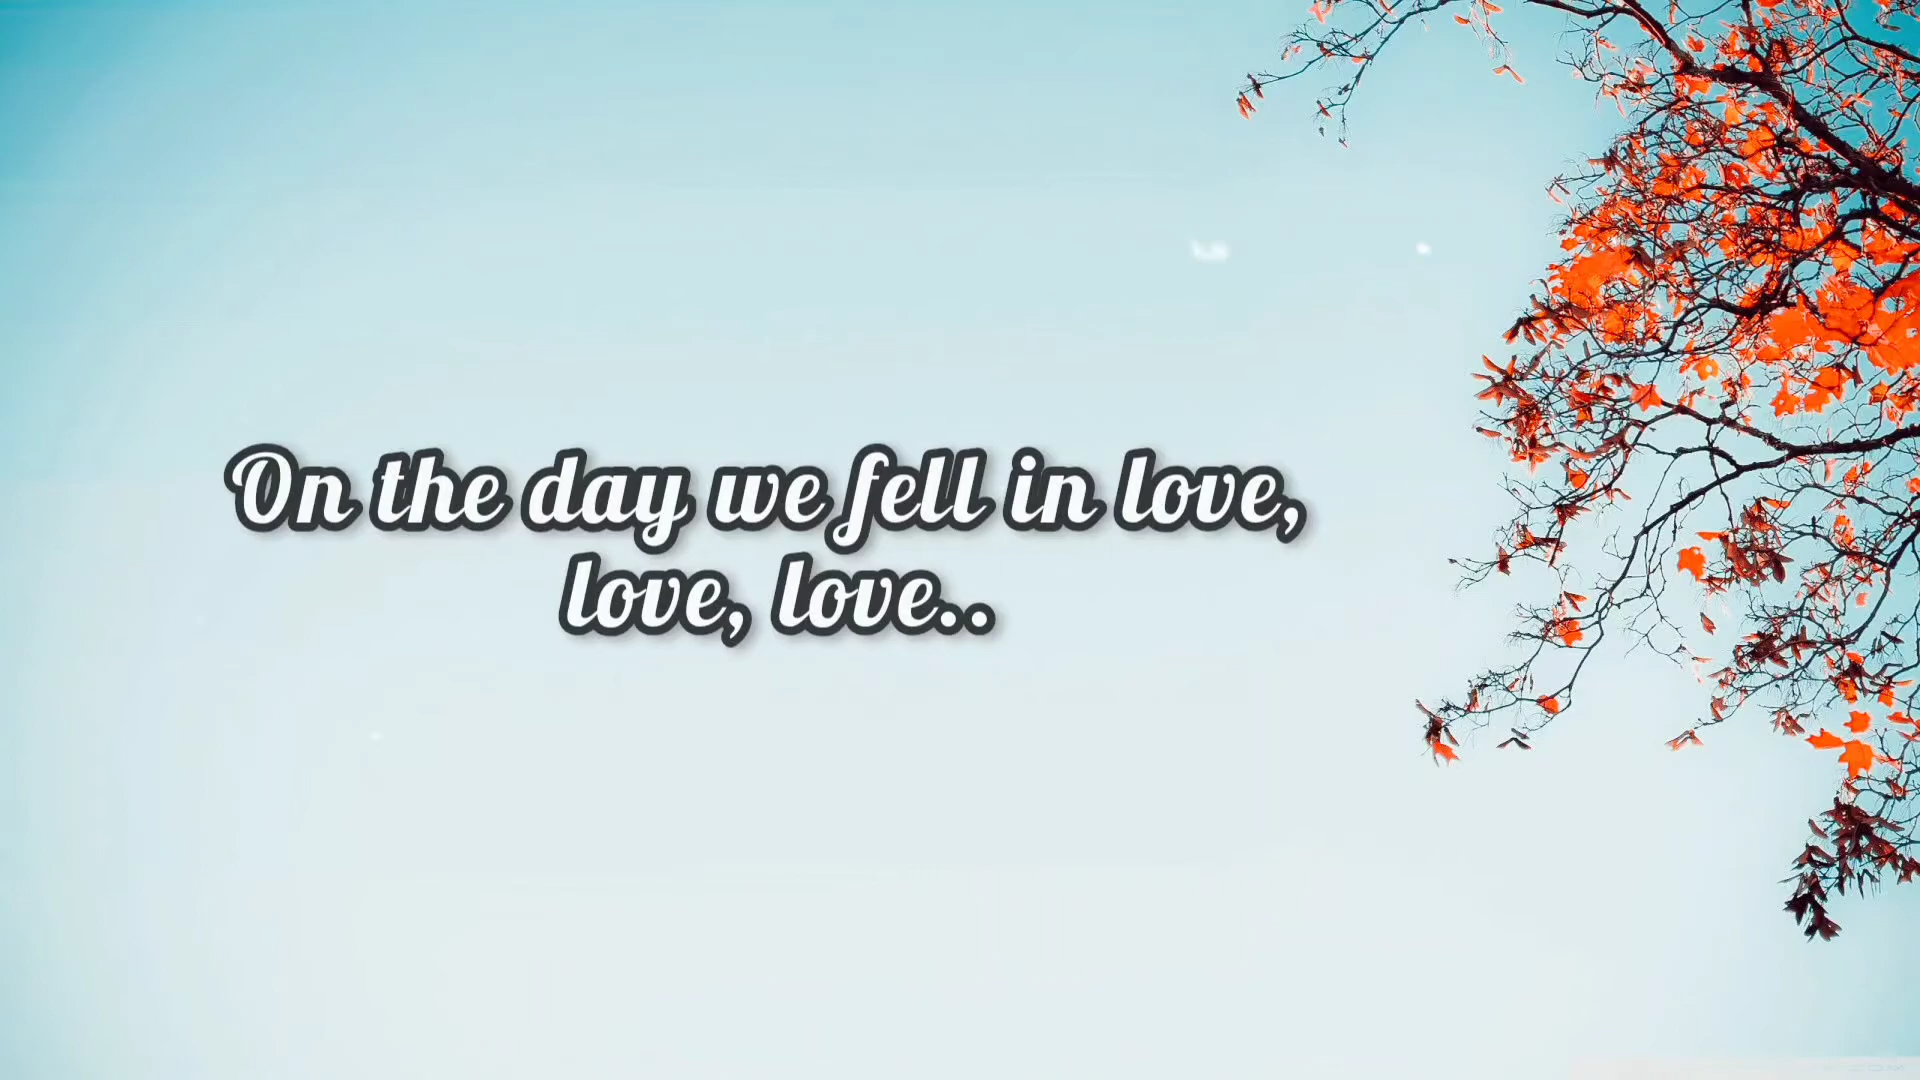 On the day we fell in love,
love, love..